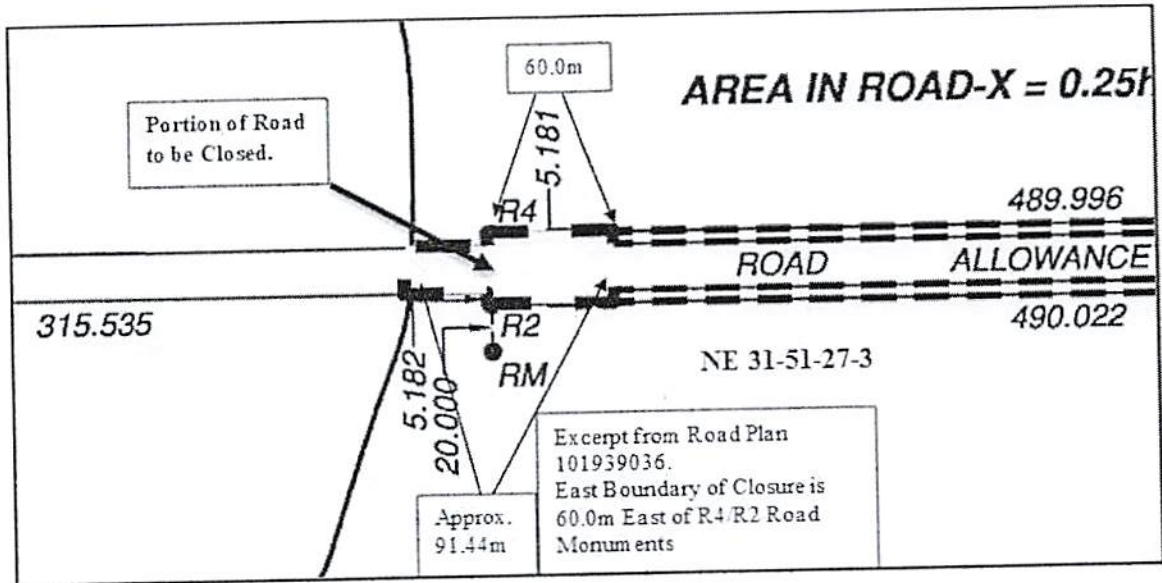 60.0m
AREA IN ROAD-X = 0.25h
Portion of Road
to be Closed.
5.181
R4
489.996
ROAD ALLOWANCE
315.535
R2
490.022
RM
NE 31-51-27-3
5.182
20.000
Approx.
91.44m
Excerpt from Road Plan
101939036.
East Boundary of Closure is
60.0m East of R4/R2 Road
Monuments